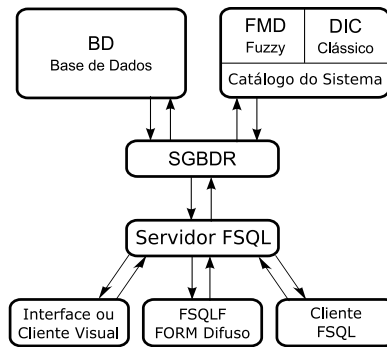 BD
Base de Dados
FMD
Fuzzy
DIC
Clássico
Catálogo do Sistema
SGBDR
Servidor FSQL
Interface ou
Cliente Visual
FSQLF
FORM Difuso
Cliente
FSQL